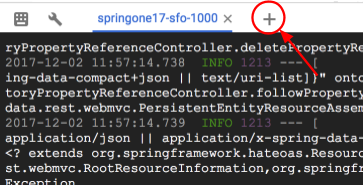 springone17-sfo-1000
ryPropertyReferenceController.deletePropertyRe
2017-12-02 11:57:14.738 INFO 1213 --- [
ing-data-compact+json || text/uri-list]}" onto
toryPropertyReferenceController.followProperty
data.rest.webmvc.PersistentEntityResourceAssem
2017-12-02 11:57:14.739 INFO 1213 --- [
application/json || application/x-spring-data-
<? extends org.springframework.hateoas.Resourc
st.webmvc.RootResourceInformation,org.springfr
Exception